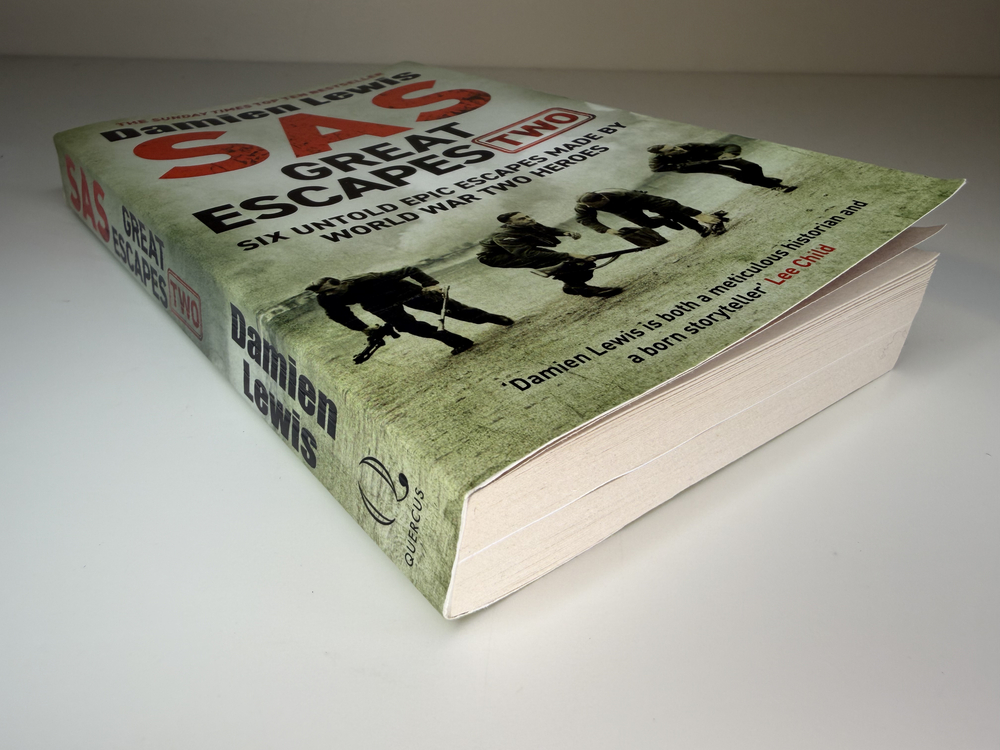 THE SUNDAY TIMES TOP TEN BESTSELLER
Damien Lewis
SAS
GREAT
ESCAPES TWO
SIX UNTOLD EPIC ESCAPES MADE BY
WORLD WAR TWO HEROES
'Damien Lewis is both a meticulous historian and
a born storyteller' Lee Child
SAS
GREAT
ESCAPES
TWO
Damien
Lewis
QUERCUS